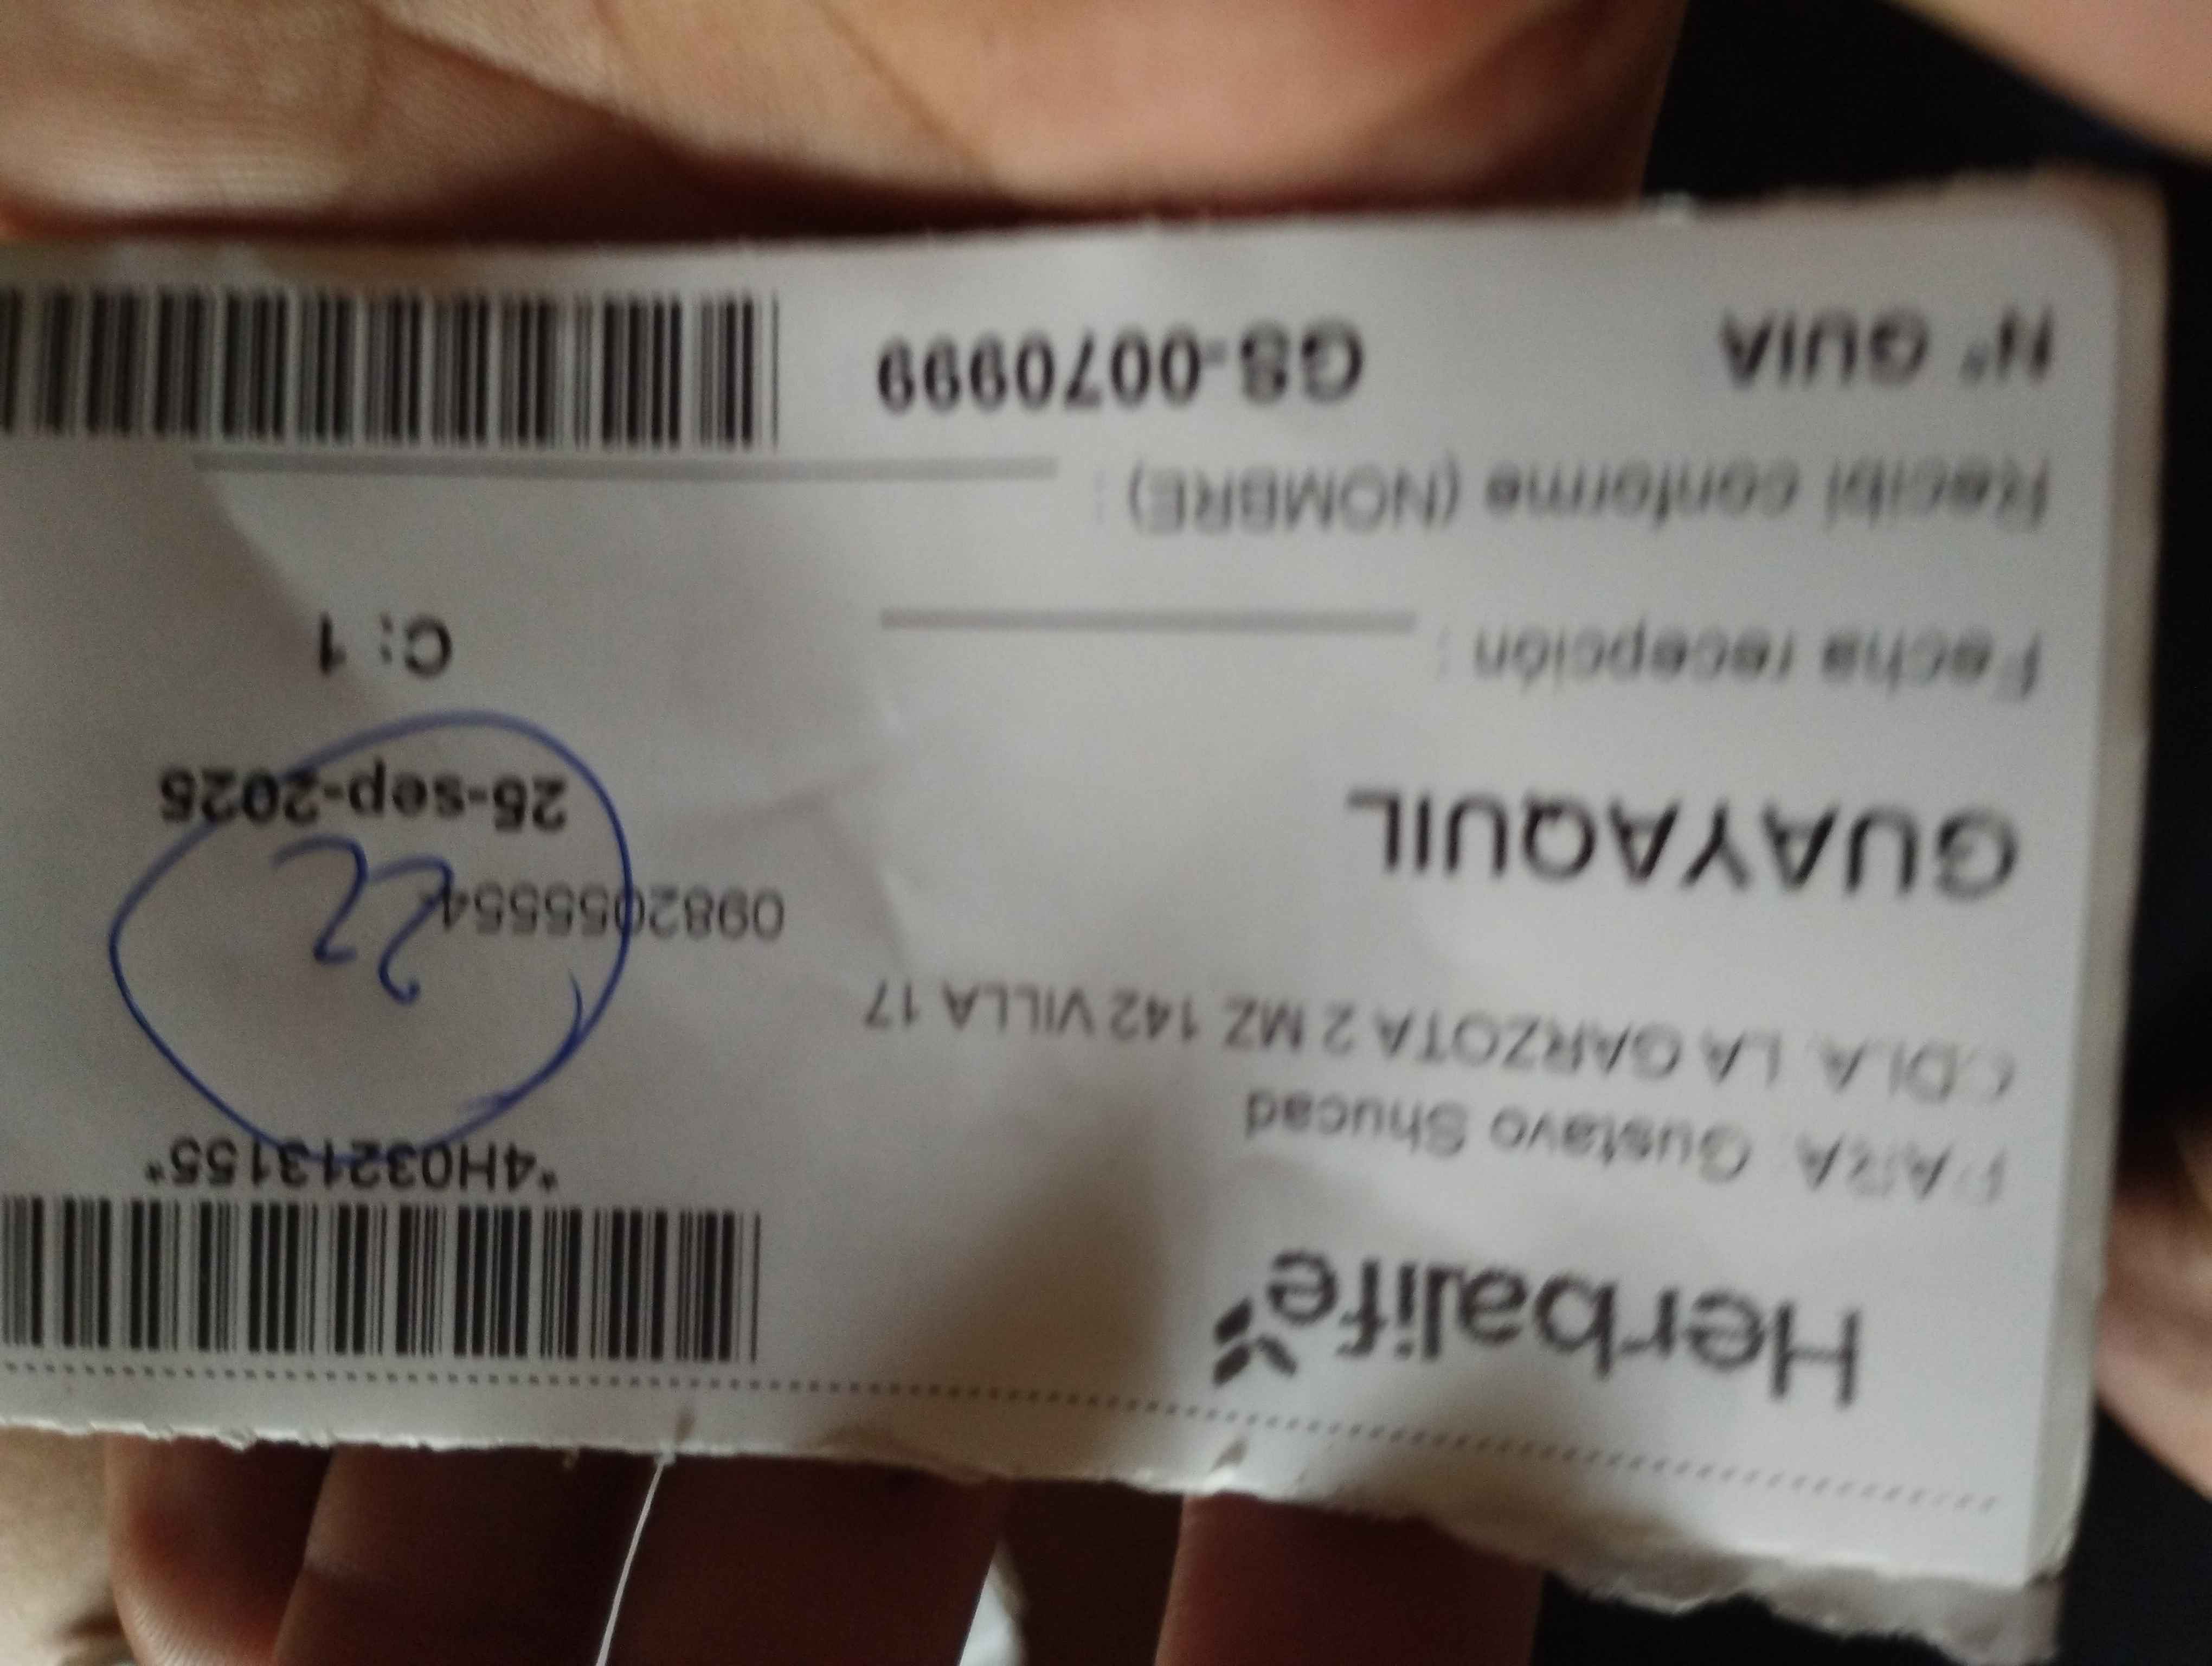 Herbalife
*4H03213155*
PARA: Gustavo Shucad
CDLA. LA GARZOTA 2 MZ 142 VILLA 17
0982055554
22
GUAYAQUIL
25-sep-2025
Fecha recepción :
C: 1
Recibí conforme (NOMBRE) :
N° GUIA GS-0070999